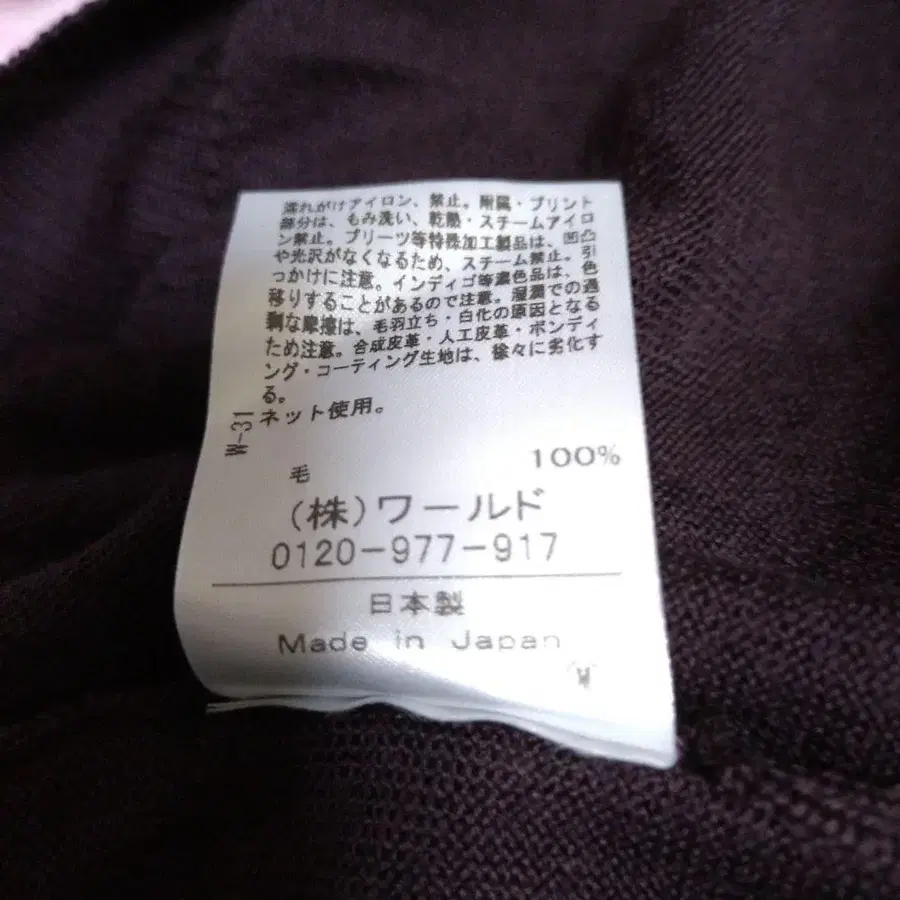 濡れがけアイロン、禁止。附属・プリント
部分は、もみ洗い、乾熱・スチームアイロ
ン禁止。プリーツ等特殊加工製品は、凹凸
や光沢がなくなるため、スチーム禁止。引
っかけに注意。インディゴ等濃色品は、色
移りすることがあるので注意。湿潤での過
剰な摩擦は、毛羽立ち・白化の原因となる
ため注意。合成皮革・人工皮革・ボンディ
ング・コーティング生地は、徐々に劣化す
る。
ネット使用。
W-31
毛 100%
(株)ワールド
0120-977-917
日本製
Made in Japan